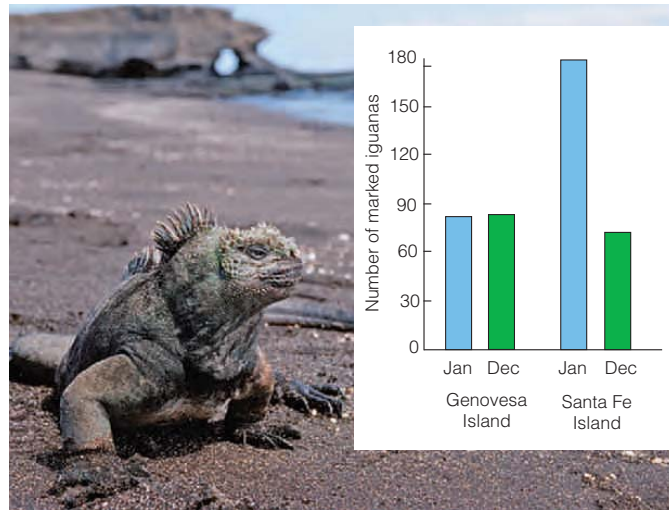 Number of marked iguanas
180
150
120
90
60
30
0
Jan Dec Jan Dec
Genovesa Island
Santa Fe Island